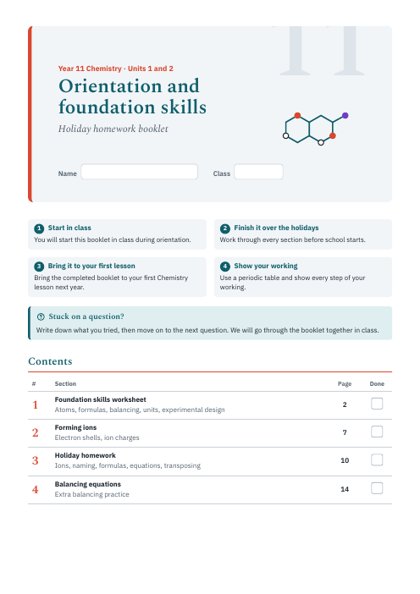 11
Year 11 Chemistry · Units 1 and 2
Orientation and
foundation skills
Holiday homework booklet
Name
Class
1 Start in class
You will start this booklet in class during orientation.
2 Finish it over the holidays
Work through every section before school starts.
3 Bring it to your first lesson
Bring the completed booklet to your first Chemistry
lesson next year.
4 Show your working
Use a periodic table and show every step of your
working.
? Stuck on a question?
Write down what you tried, then move on to the next question. We will go through the booklet together in class.
Contents
# Section Page Done
1 Foundation skills worksheet 2
Atoms, formulas, balancing, units, experimental design
2 Forming ions 7
Electron shells, ion charges
3 Holiday homework 10
Ions, naming, formulas, equations, transposing
4 Balancing equations 14
Extra balancing practice